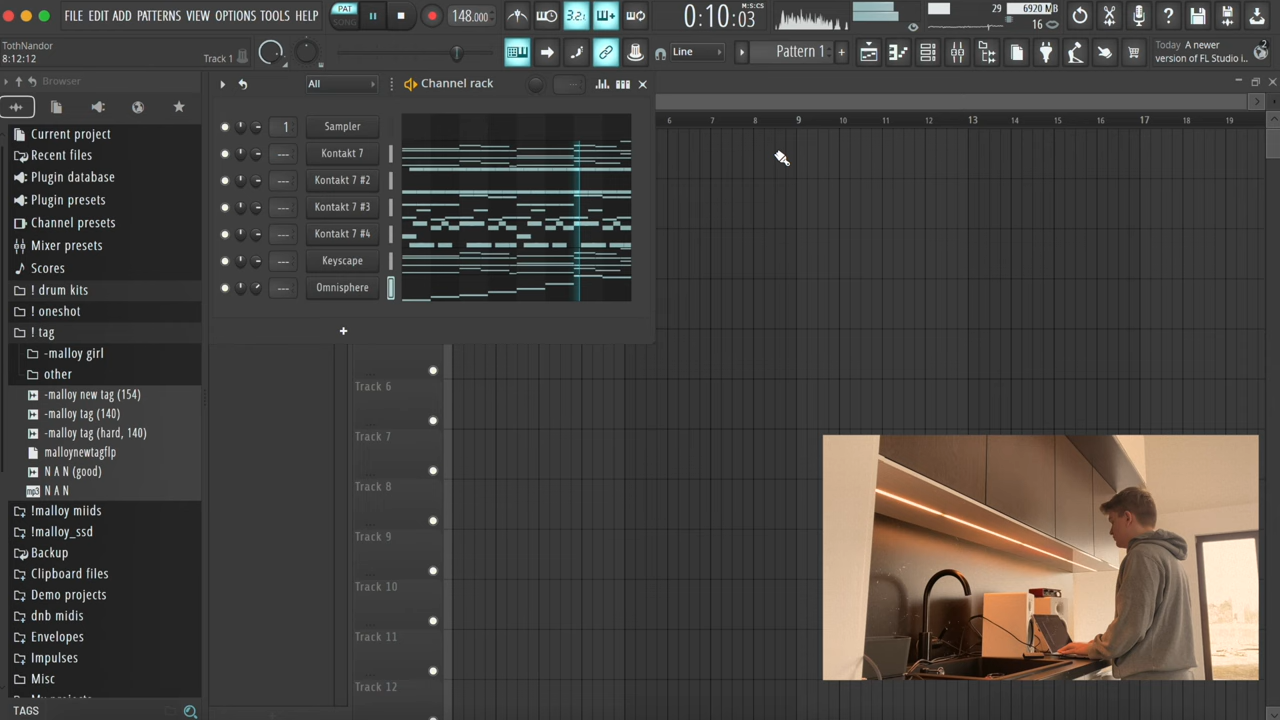 FILE EDIT ADD PATTERNS VIEW OPTIONS TOOLS HELP
PAT
SONG
148.000
3.2.
0:10:03
M:S:CS
29
6920 MB
16
TothNandor
8:12:12
Track 1
Line
Pattern 1
Today A newer
version of FL Studio i..
Browser
All
Channel rack
1 Sampler
--- Kontakt 7
--- Kontakt 7 #2
--- Kontakt 7 #3
--- Kontakt 7 #4
--- Keyscape
--- Omnisphere
+
6 7 8 9 10 11 12 13 14 15 16 17 18 19
Current project
Recent files
Plugin database
Plugin presets
Channel presets
Mixer presets
Scores
! drum kits
! oneshot
! tag
-malloy girl
other
-malloy new tag (154)
-malloy tag (140)
-malloy tag (hard, 140)
malloynewtagflp
N A N (good)
mp3 N A N
!malloy miids
!malloy_ssd
Backup
Clipboard files
Demo projects
dnb midis
Envelopes
Impulses
Misc
My projects
TAGS
Track 6
Track 7
Track 8
Track 9
Track 10
Track 11
Track 12